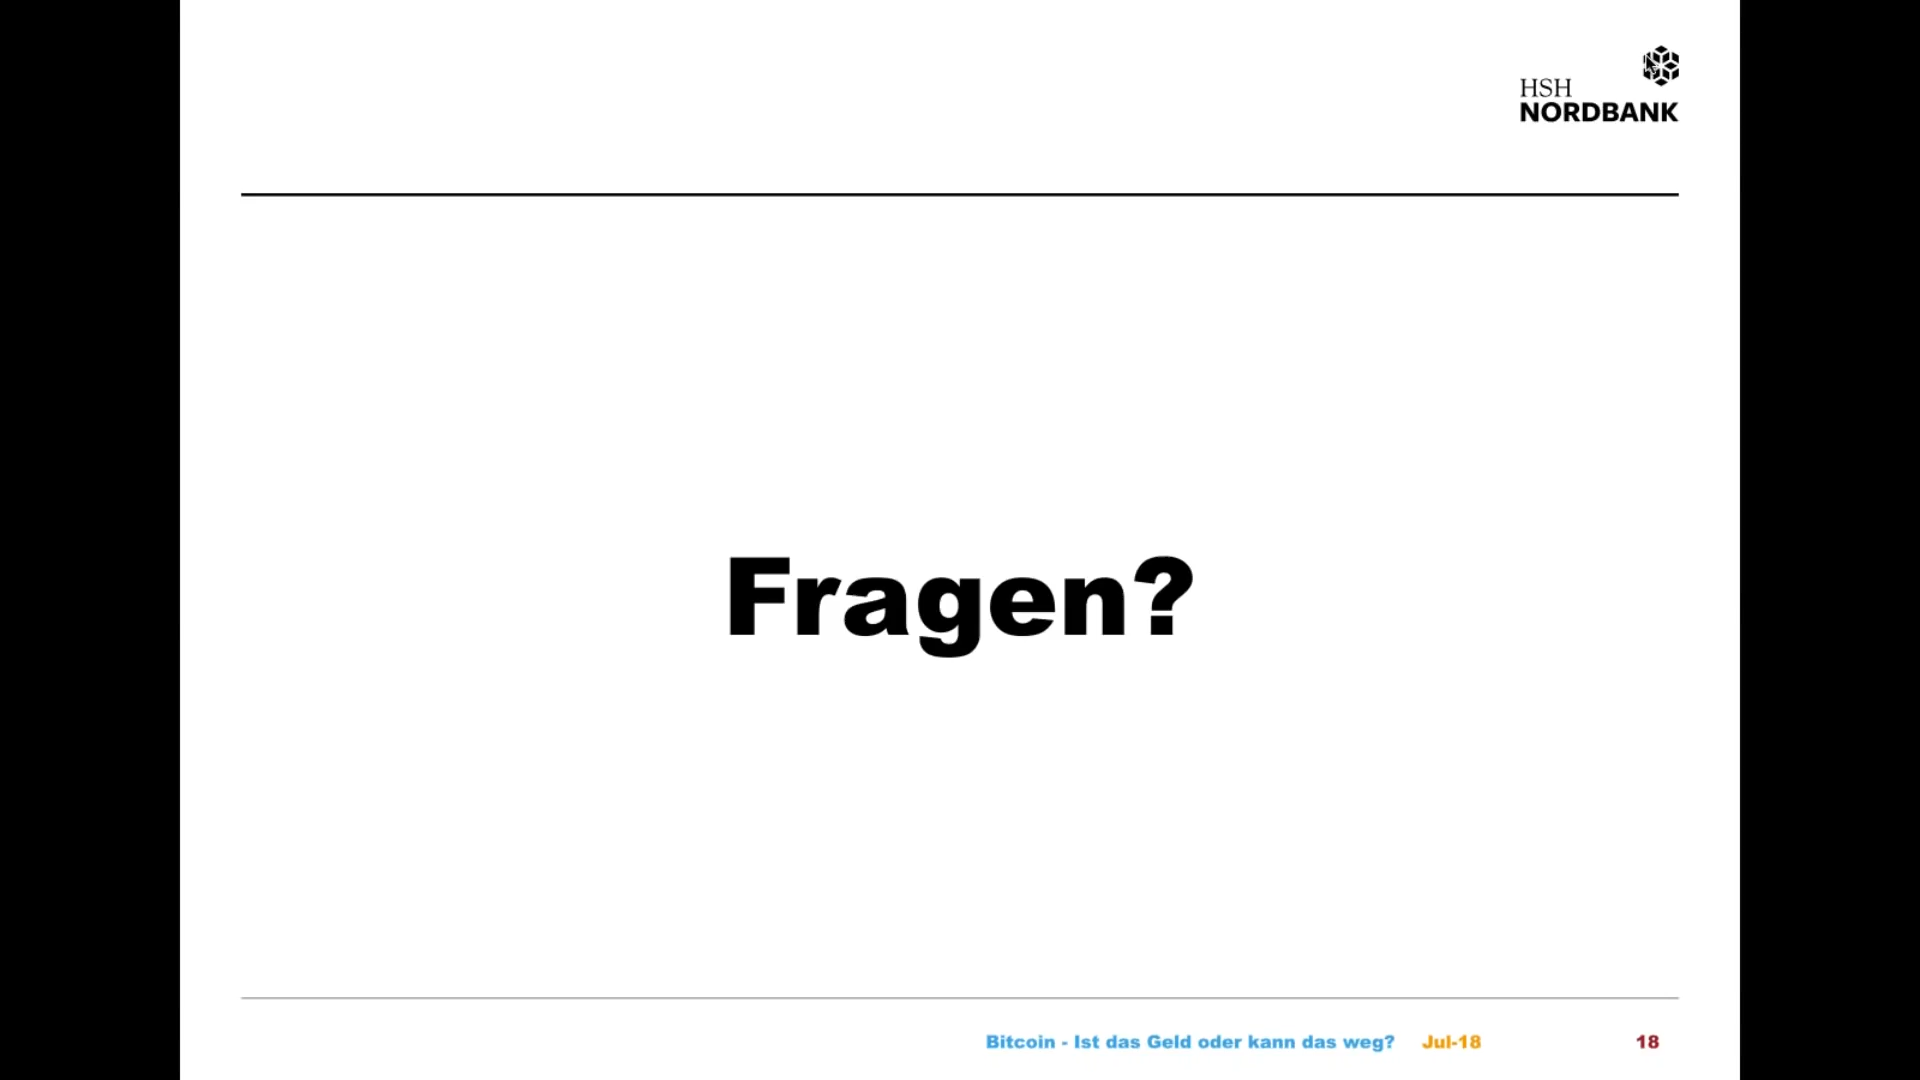 HSH
NORDBANK
Fragen?
Bitcoin - Ist das Geld oder kann das weg? Jul-18 18